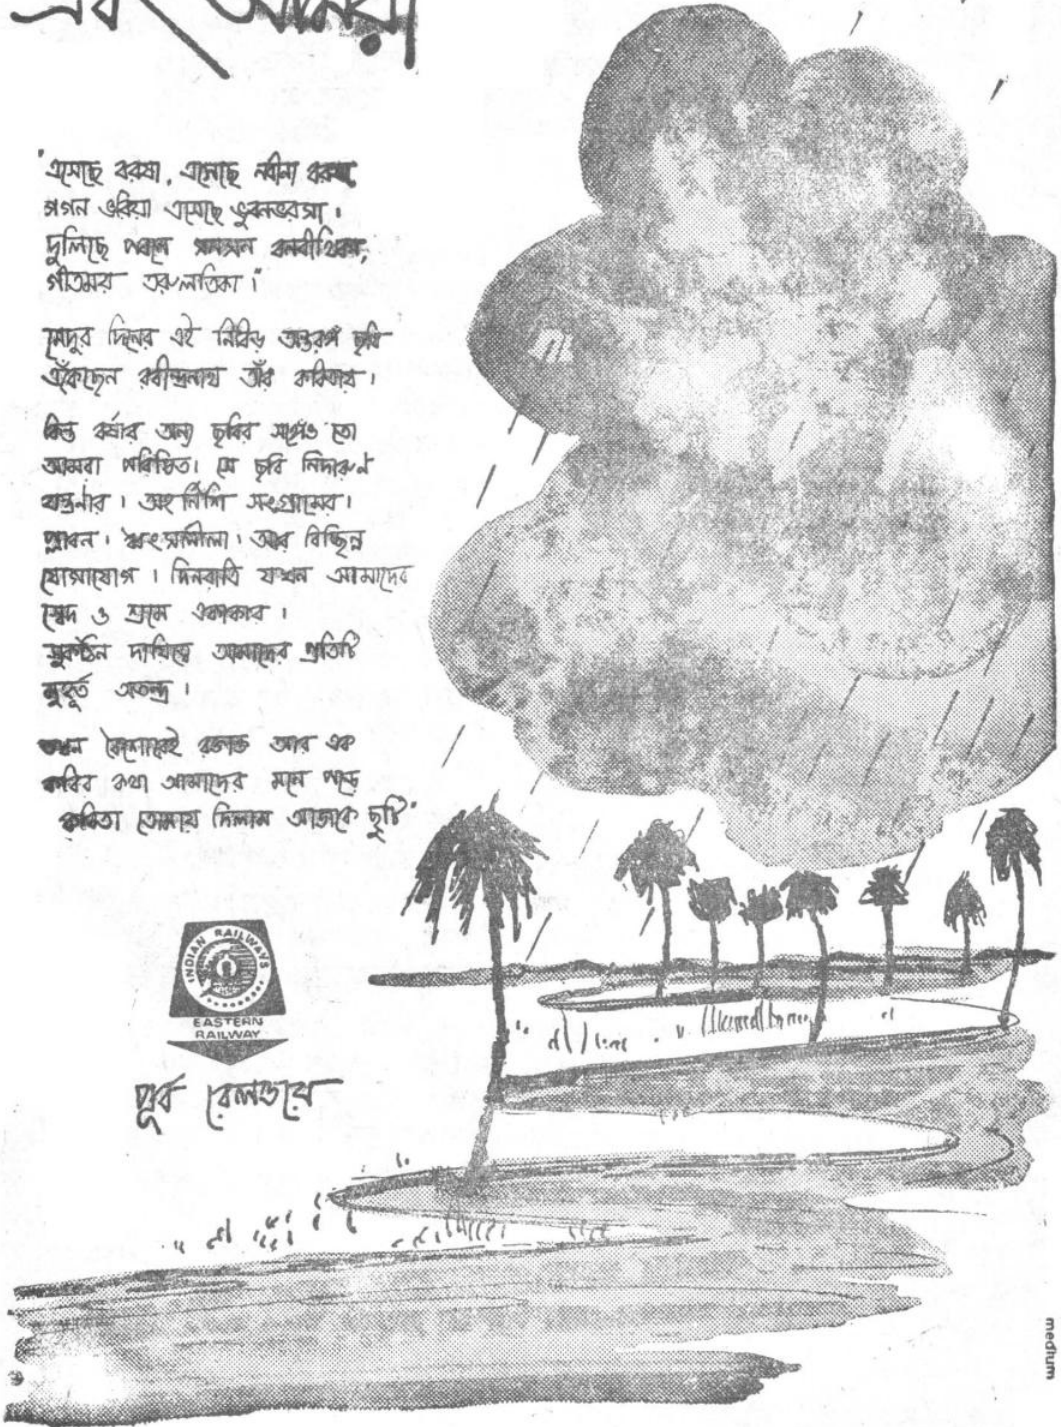 এবং আমরা
"এসেছে বরষা, এসেছে নবীনা বরষা,
গগন ভরিয়া এসেছে ভুবনভরসা।
দুলিছে পবনে সনসন বনবীথিকা,
গীতময় তরুলতিকা।"
মেদুর দিনের এই নিবিড় অন্তরঙ্গ ছবি
এঁকেছেন রবীন্দ্রনাথ তাঁর কবিতায়।
কিন্তু বর্ষার অন্য ছবির সঙ্গেও তো
আমরা পরিচিত। সে ছবি নিদারুণ
যন্ত্রণার। অহর্নিশি সংগ্রামের।
প্লাবন। ধ্বংসলীলা। আর বিচ্ছিন্ন
যোগাযোগ। দিনরাত্রি যখন আমাদের
স্বেদ ও শ্রমে একাকার।
সুকঠিন দায়িত্বে আমাদের প্রতিটি
মুহূর্ত অতন্দ্র।
তখন কৈশোরেই রক্তাক্ত আর এক
কবির কথা আমাদের মনে পড়ে
কবিতা তোমায় দিলাম আজকে ছুটি"
INDIAN RAILWAYS
EASTERN
RAILWAY
পূর্ব রেলওয়ে
medium